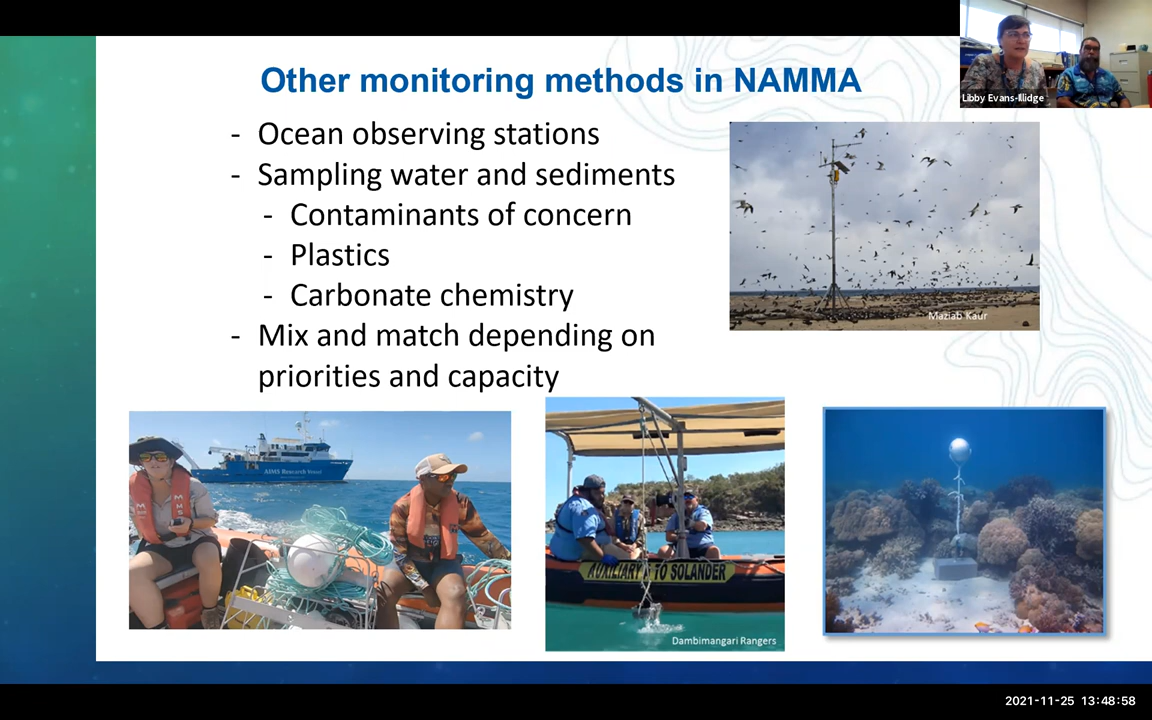 Other monitoring methods in NAMMA
Libby Evans-Illidge
- Ocean observing stations
- Sampling water and sediments
- Contaminants of concern
- Plastics
- Carbonate chemistry
- Mix and match depending on
priorities and capacity
Maziab Kaur
AIMS Research Vessel
AUXILIARY TO SOLANDER
Dambimangari Rangers
2021-11-25 13:48:58